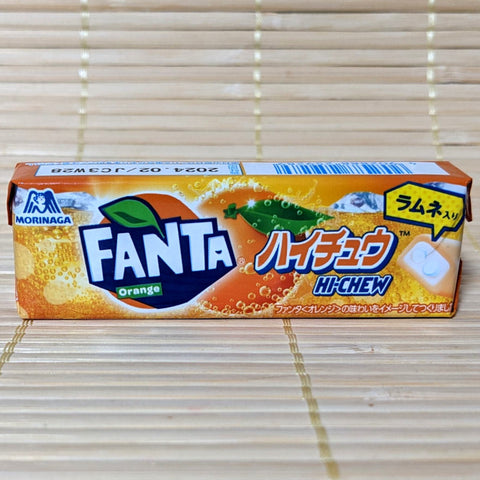 2024.02/JC3W28
MORINAGA
FANTA®
Orange
ハイチュウ™
HI-CHEW
ラムネ入り
ファンタ<オレンジ>の味わいをイメージしてつくりまし